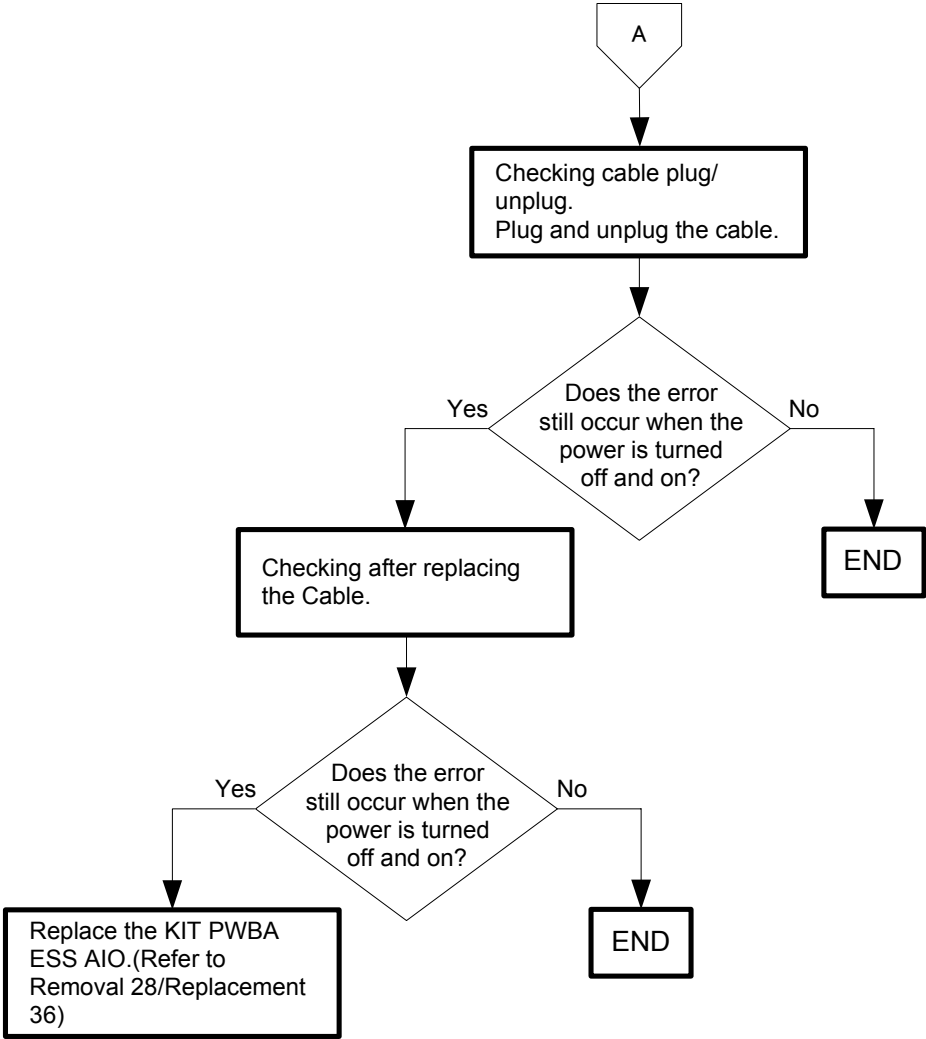 A
Checking cable plug/
unplug.
Plug and unplug the cable.
Does the error
still occur when the
power is turned
off and on?
Yes
No
Checking after replacing
the Cable.
END
Does the error
still occur when the
power is turned
off and on?
Yes
No
Replace the KIT PWBA
ESS AIO.(Refer to
Removal 28/Replacement
36)
END